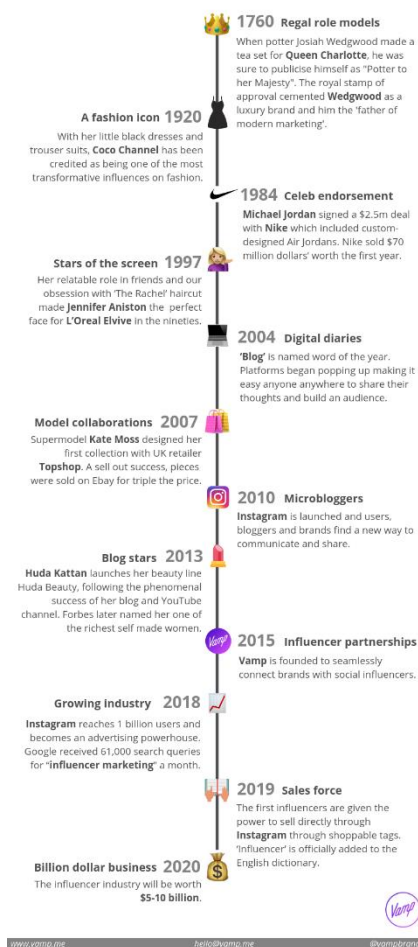 1760 Regal role models
When potter Josiah Wedgwood made a
tea set for Queen Charlotte, he was
sure to publicise himself as "Potter to
her Majesty". The royal stamp of
approval cemented Wedgwood as a
luxury brand and him the 'father of
modern marketing'.
A fashion icon 1920
With her little black dresses and
trouser suits, Coco Channel has been
credited as being one of the most
transformative influences on fashion.
1984 Celeb endorsement
Michael Jordan signed a $2.5m deal
with Nike which included custom-
designed Air Jordans. Nike sold $70
million dollars' worth the first year.
Stars of the screen 1997
Her relatable role in friends and our
obsession with 'The Rachel' haircut
made Jennifer Aniston the perfect
face for L'Oreal Elvive in the nineties.
2004 Digital diaries
'Blog' is named word of the year.
Platforms began popping up making it
easy anyone anywhere to share their
thoughts and build an audience.
Model collaborations 2007
Supermodel Kate Moss designed her
first collection with UK retailer
Topshop. A sell out success, pieces
were sold on Ebay for triple the price.
2010 Microbloggers
Instagram is launched and users,
bloggers and brands find a new way to
communicate and share.
Blog stars 2013
Huda Kattan launches her beauty line
Huda Beauty, following the phenomenal
success of her blog and YouTube
channel. Forbes later named her one of
the richest self made women.
Vamp
2015 Influencer partnerships
Vamp is founded to seamlessly
connect brands with social influencers.
Growing industry 2018
Instagram reaches 1 billion users and
becomes an advertising powerhouse.
Google received 61,000 search queries
for "influencer marketing" a month.
2019 Sales force
The first influencers are given the
power to sell directly through
Instagram through shoppable tags.
'Influencer' is officially added to the
English dictionary.
Billion dollar business 2020
The influencer industry will be worth
$5-10 billion.
Vamp
www.vamp.me hello@vamp.me @vampbran